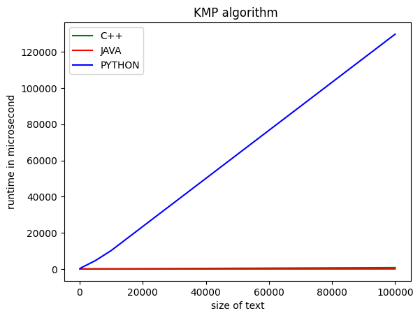 KMP algorithm
C++
JAVA
PYTHON
runtime in microsecond
120000
100000
80000
60000
40000
20000
0
0 20000 40000 60000 80000 100000
size of text